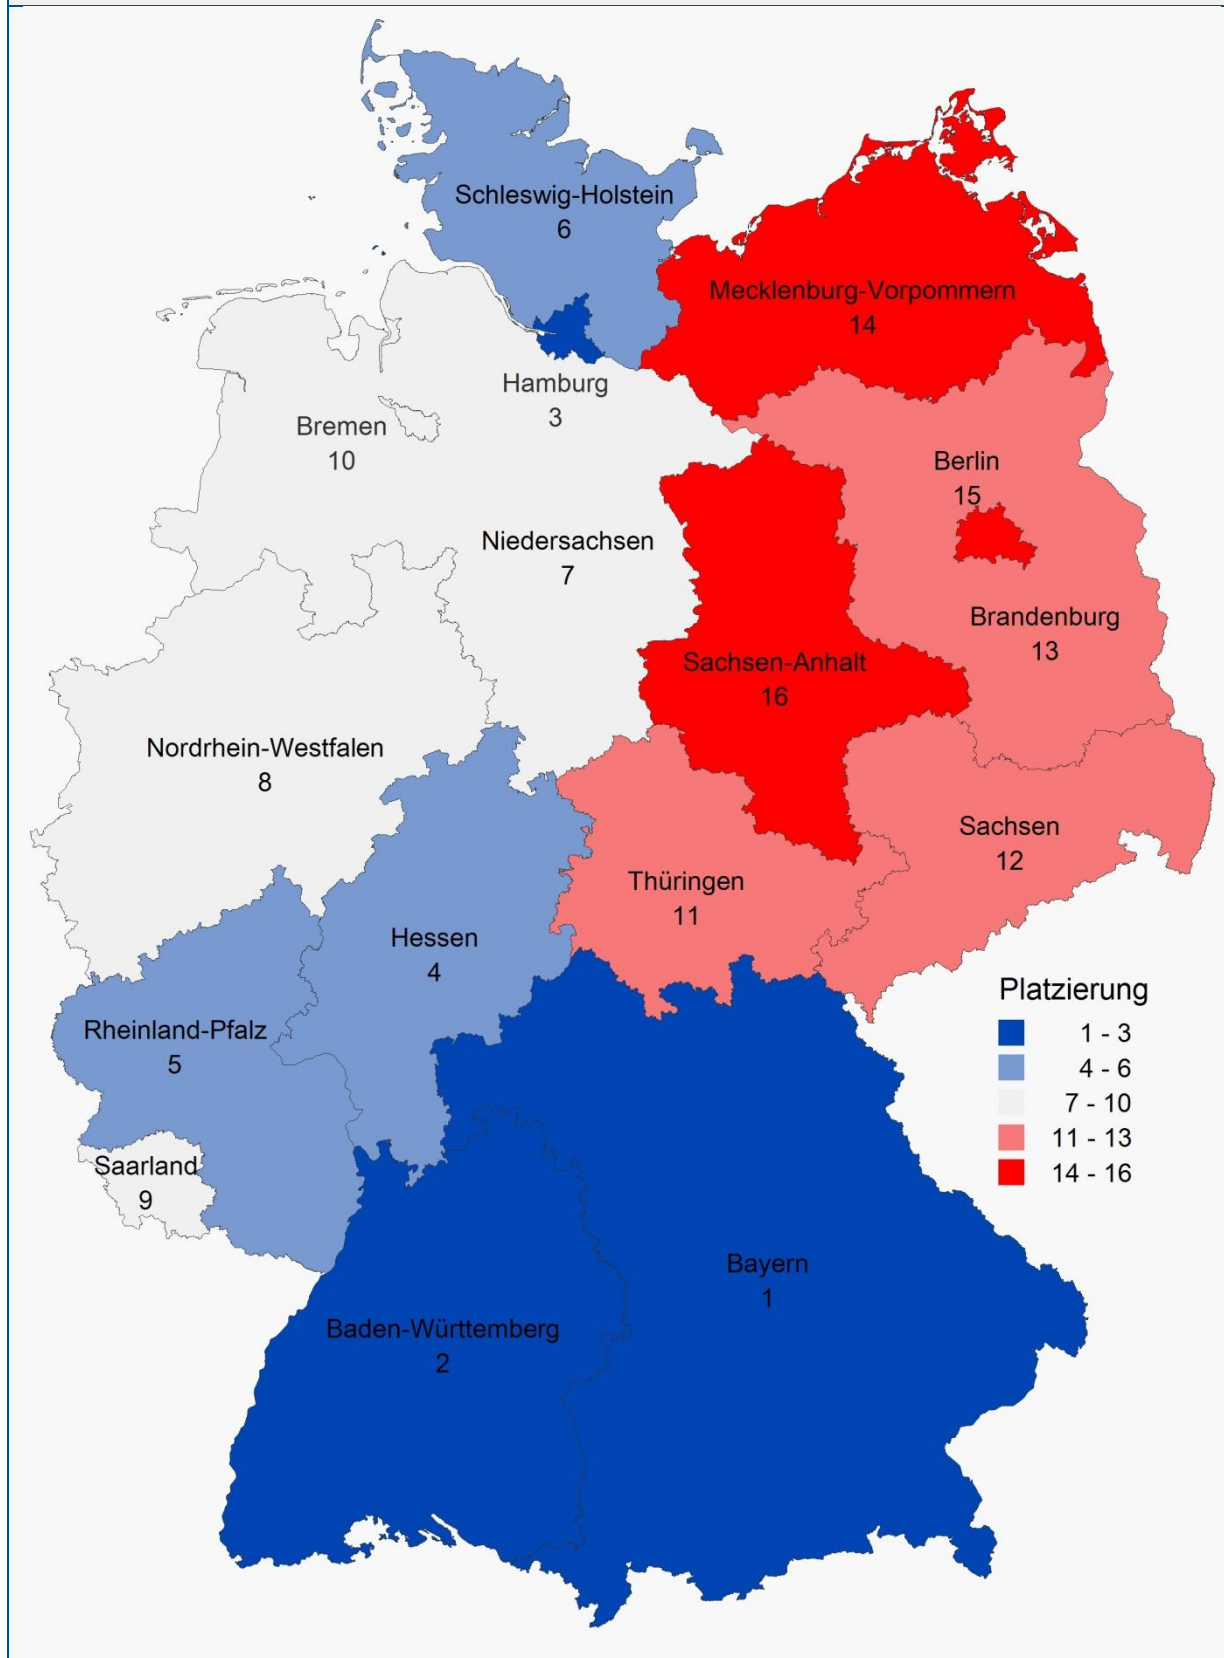 Schleswig-Holstein
6
Mecklenburg-Vorpommern
14
Hamburg
3
Bremen
10
Berlin
15
Niedersachsen
7
Brandenburg
13
Sachsen-Anhalt
16
Nordrhein-Westfalen
8
Sachsen
12
Thüringen
11
Hessen
4
Rheinland-Pfalz
5
Saarland
9
Bayern
1
Baden-Württemberg
2
Platzierung
1 - 3
4 - 6
7 - 10
11 - 13
14 - 16